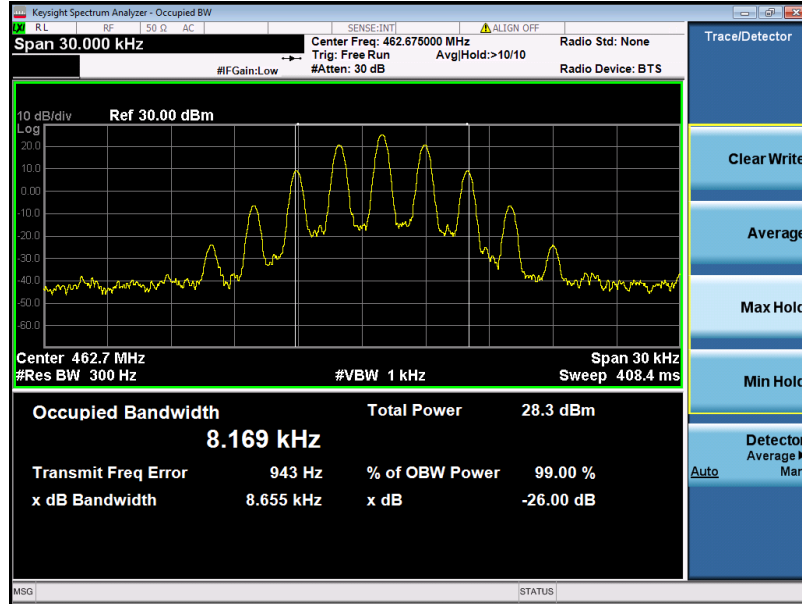 Keysight Spectrum Analyzer - Occupied BW
LXI RL RF 50 Ω AC SENSE:INT ALIGN OFF
Span 30.000 kHz
Center Freq: 462.675000 MHz Radio Std: None
Trig: Free Run Avg|Hold:>10/10
#IFGain:Low #Atten: 30 dB Radio Device: BTS
10 dB/div Ref 30.00 dBm
Log
20.0
10.0
0.00
-10.0
-20.0
-30.0
-40.0
-50.0
-60.0
Center 462.7 MHz Span 30 kHz
#Res BW 300 Hz #VBW 1 kHz Sweep 408.4 ms
Occupied Bandwidth Total Power 28.3 dBm
8.169 kHz
Transmit Freq Error 943 Hz % of OBW Power 99.00 %
x dB Bandwidth 8.655 kHz x dB -26.00 dB
MSG STATUS
Trace/Detector
Clear Write
Average
Max Hold
Min Hold
Detector
Average
Auto Man